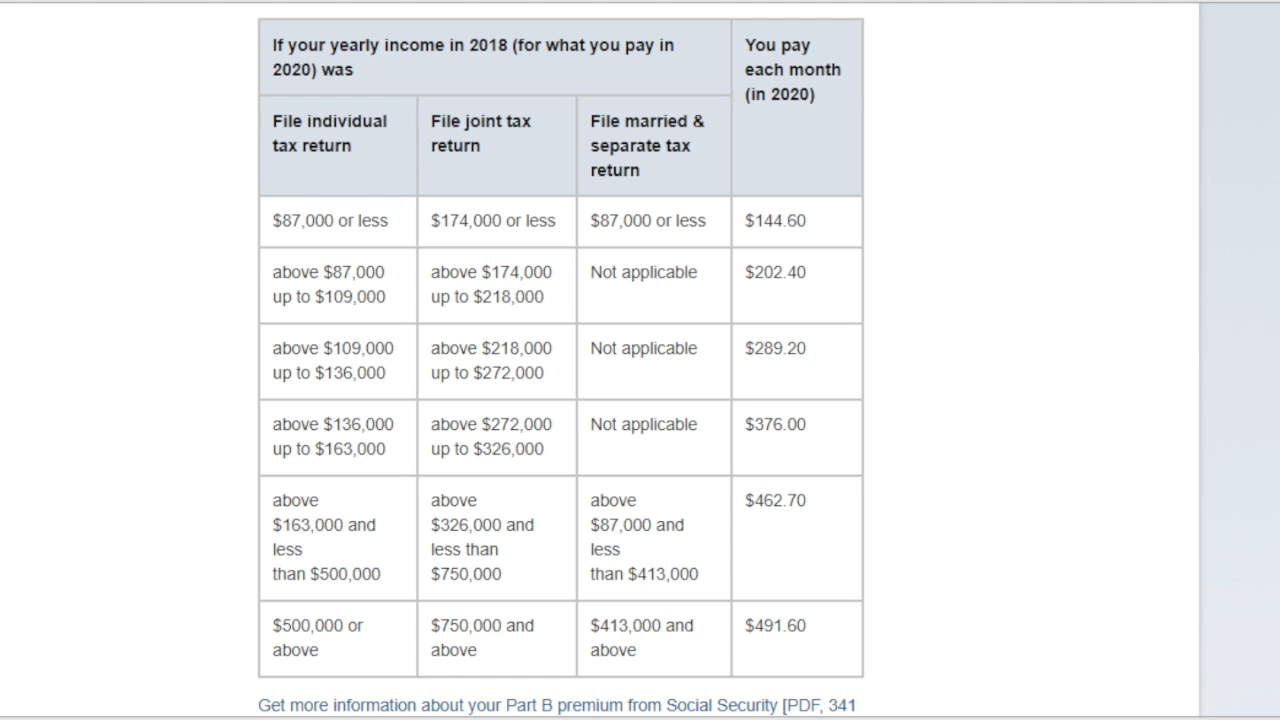 If your yearly income in 2018 (for what you pay in
2020) was
You pay
each month
(in 2020)
File individual
tax return
File joint tax
return
File married &
separate tax
return
$87,000 or less
$174,000 or less
$87,000 or less
$144.60
above $87,000
up to $109,000
above $174,000
up to $218,000
Not applicable
$202.40
above $109,000
up to $136,000
above $218,000
up to $272,000
Not applicable
$289.20
above $136,000
up to $163,000
above $272,000
up to $326,000
Not applicable
$376.00
above
$163,000 and
less
than $500,000
above
$326,000 and
less than
$750,000
above
$87,000 and
less
than $413,000
$462.70
$500,000 or
above
$750,000 and
above
$413,000 and
above
$491.60
Get more information about your Part B premium from Social Security [PDF, 341